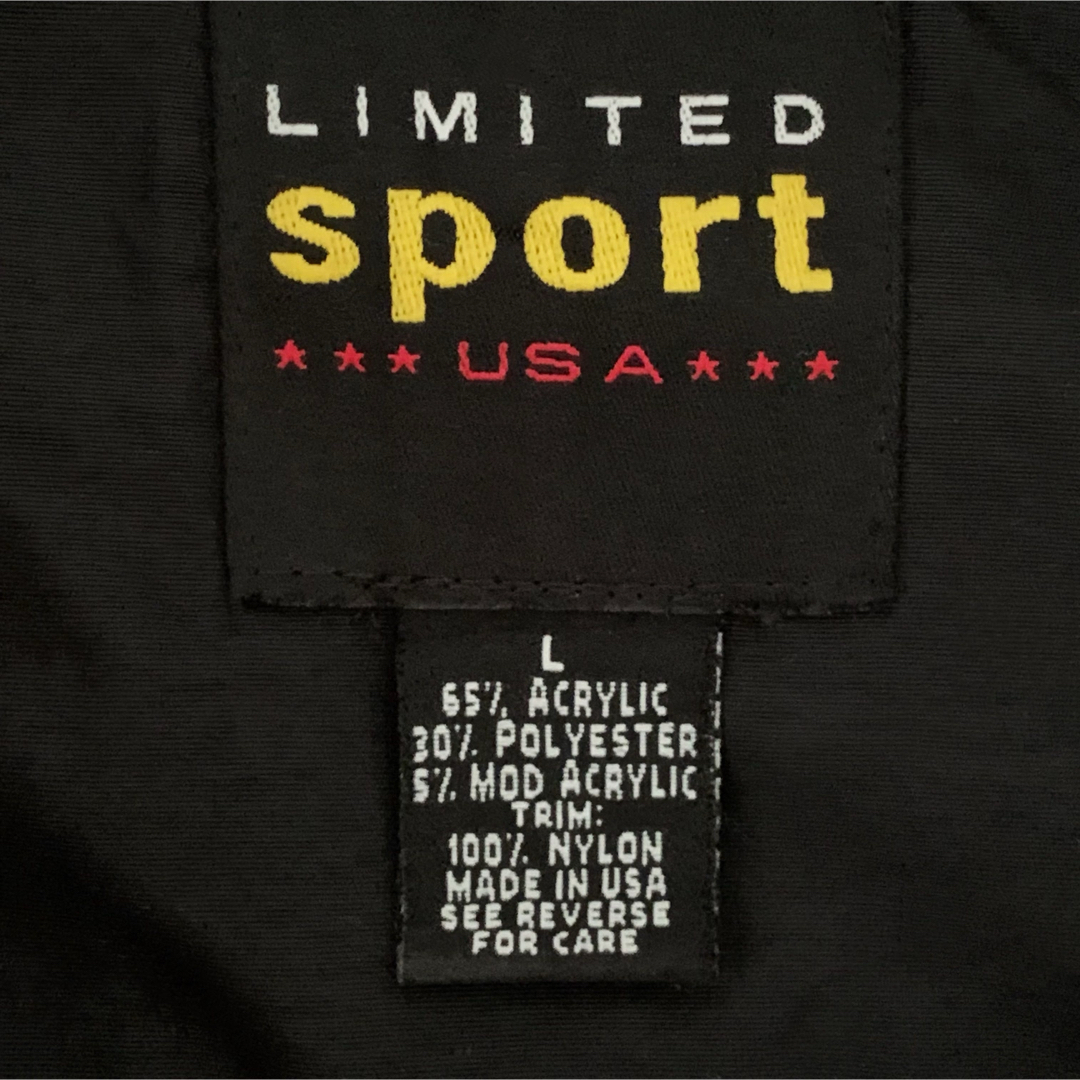 LIMITED
sport
★★★ USA ★★★
L
65% ACRYLIC
30% POLYESTER
5% MOD ACRYLIC
TRIM:
100% NYLON
MADE IN USA
SEE REVERSE
FOR CARE